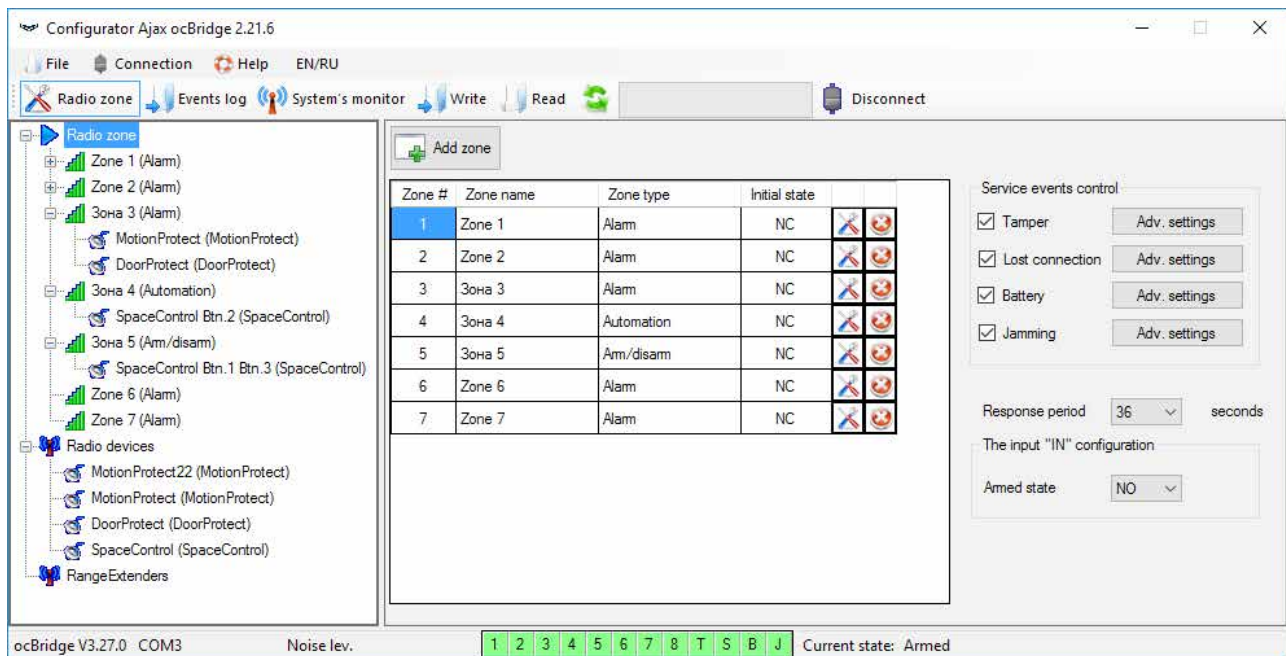 Configurator Ajax ocBridge 2.21.6
File Connection Help EN/RU
Radio zone Events log System's monitor Write Read Disconnect
Radio zone
Zone 1 (Alarm)
Zone 2 (Alarm)
Зона 3 (Alarm)
MotionProtect (MotionProtect)
DoorProtect (DoorProtect)
Зона 4 (Automation)
SpaceControl Btn.2 (SpaceControl)
Зона 5 (Arm/disarm)
SpaceControl Btn.1 Btn.3 (SpaceControl)
Zone 6 (Alarm)
Zone 7 (Alarm)
Radio devices
MotionProtect22 (MotionProtect)
MotionProtect (MotionProtect)
DoorProtect (DoorProtect)
SpaceControl (SpaceControl)
RangeExtenders
Add zone
Zone # Zone name Zone type Initial state
1 Zone 1 Alarm NC
2 Zone 2 Alarm NC
3 Зона 3 Alarm NC
4 Зона 4 Automation NC
5 Зона 5 Arm/disarm NC
6 Zone 6 Alarm NC
7 Zone 7 Alarm NC
Service events control
Tamper Adv. settings
Lost connection Adv. settings
Battery Adv. settings
Jamming Adv. settings
Response period 36 seconds
The input "IN" configuration
Armed state NO
ocBridge V3.27.0 COM3 Noise lev. 1 2 3 4 5 6 7 8 T S B J Current state: Armed